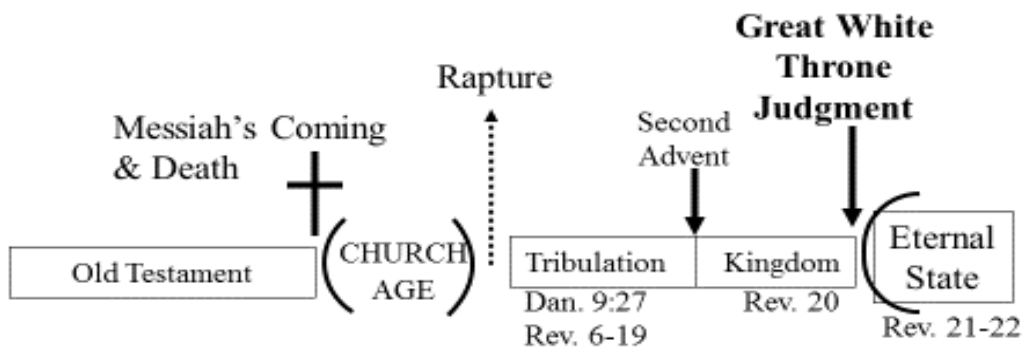 Great White
Throne
Judgment
Rapture
Second
Advent
Messiah's Coming
& Death
Old Testament
CHURCH
AGE
Tribulation
Kingdom
Eternal
State
Dan. 9:27
Rev. 6-19
Rev. 20
Rev. 21-22